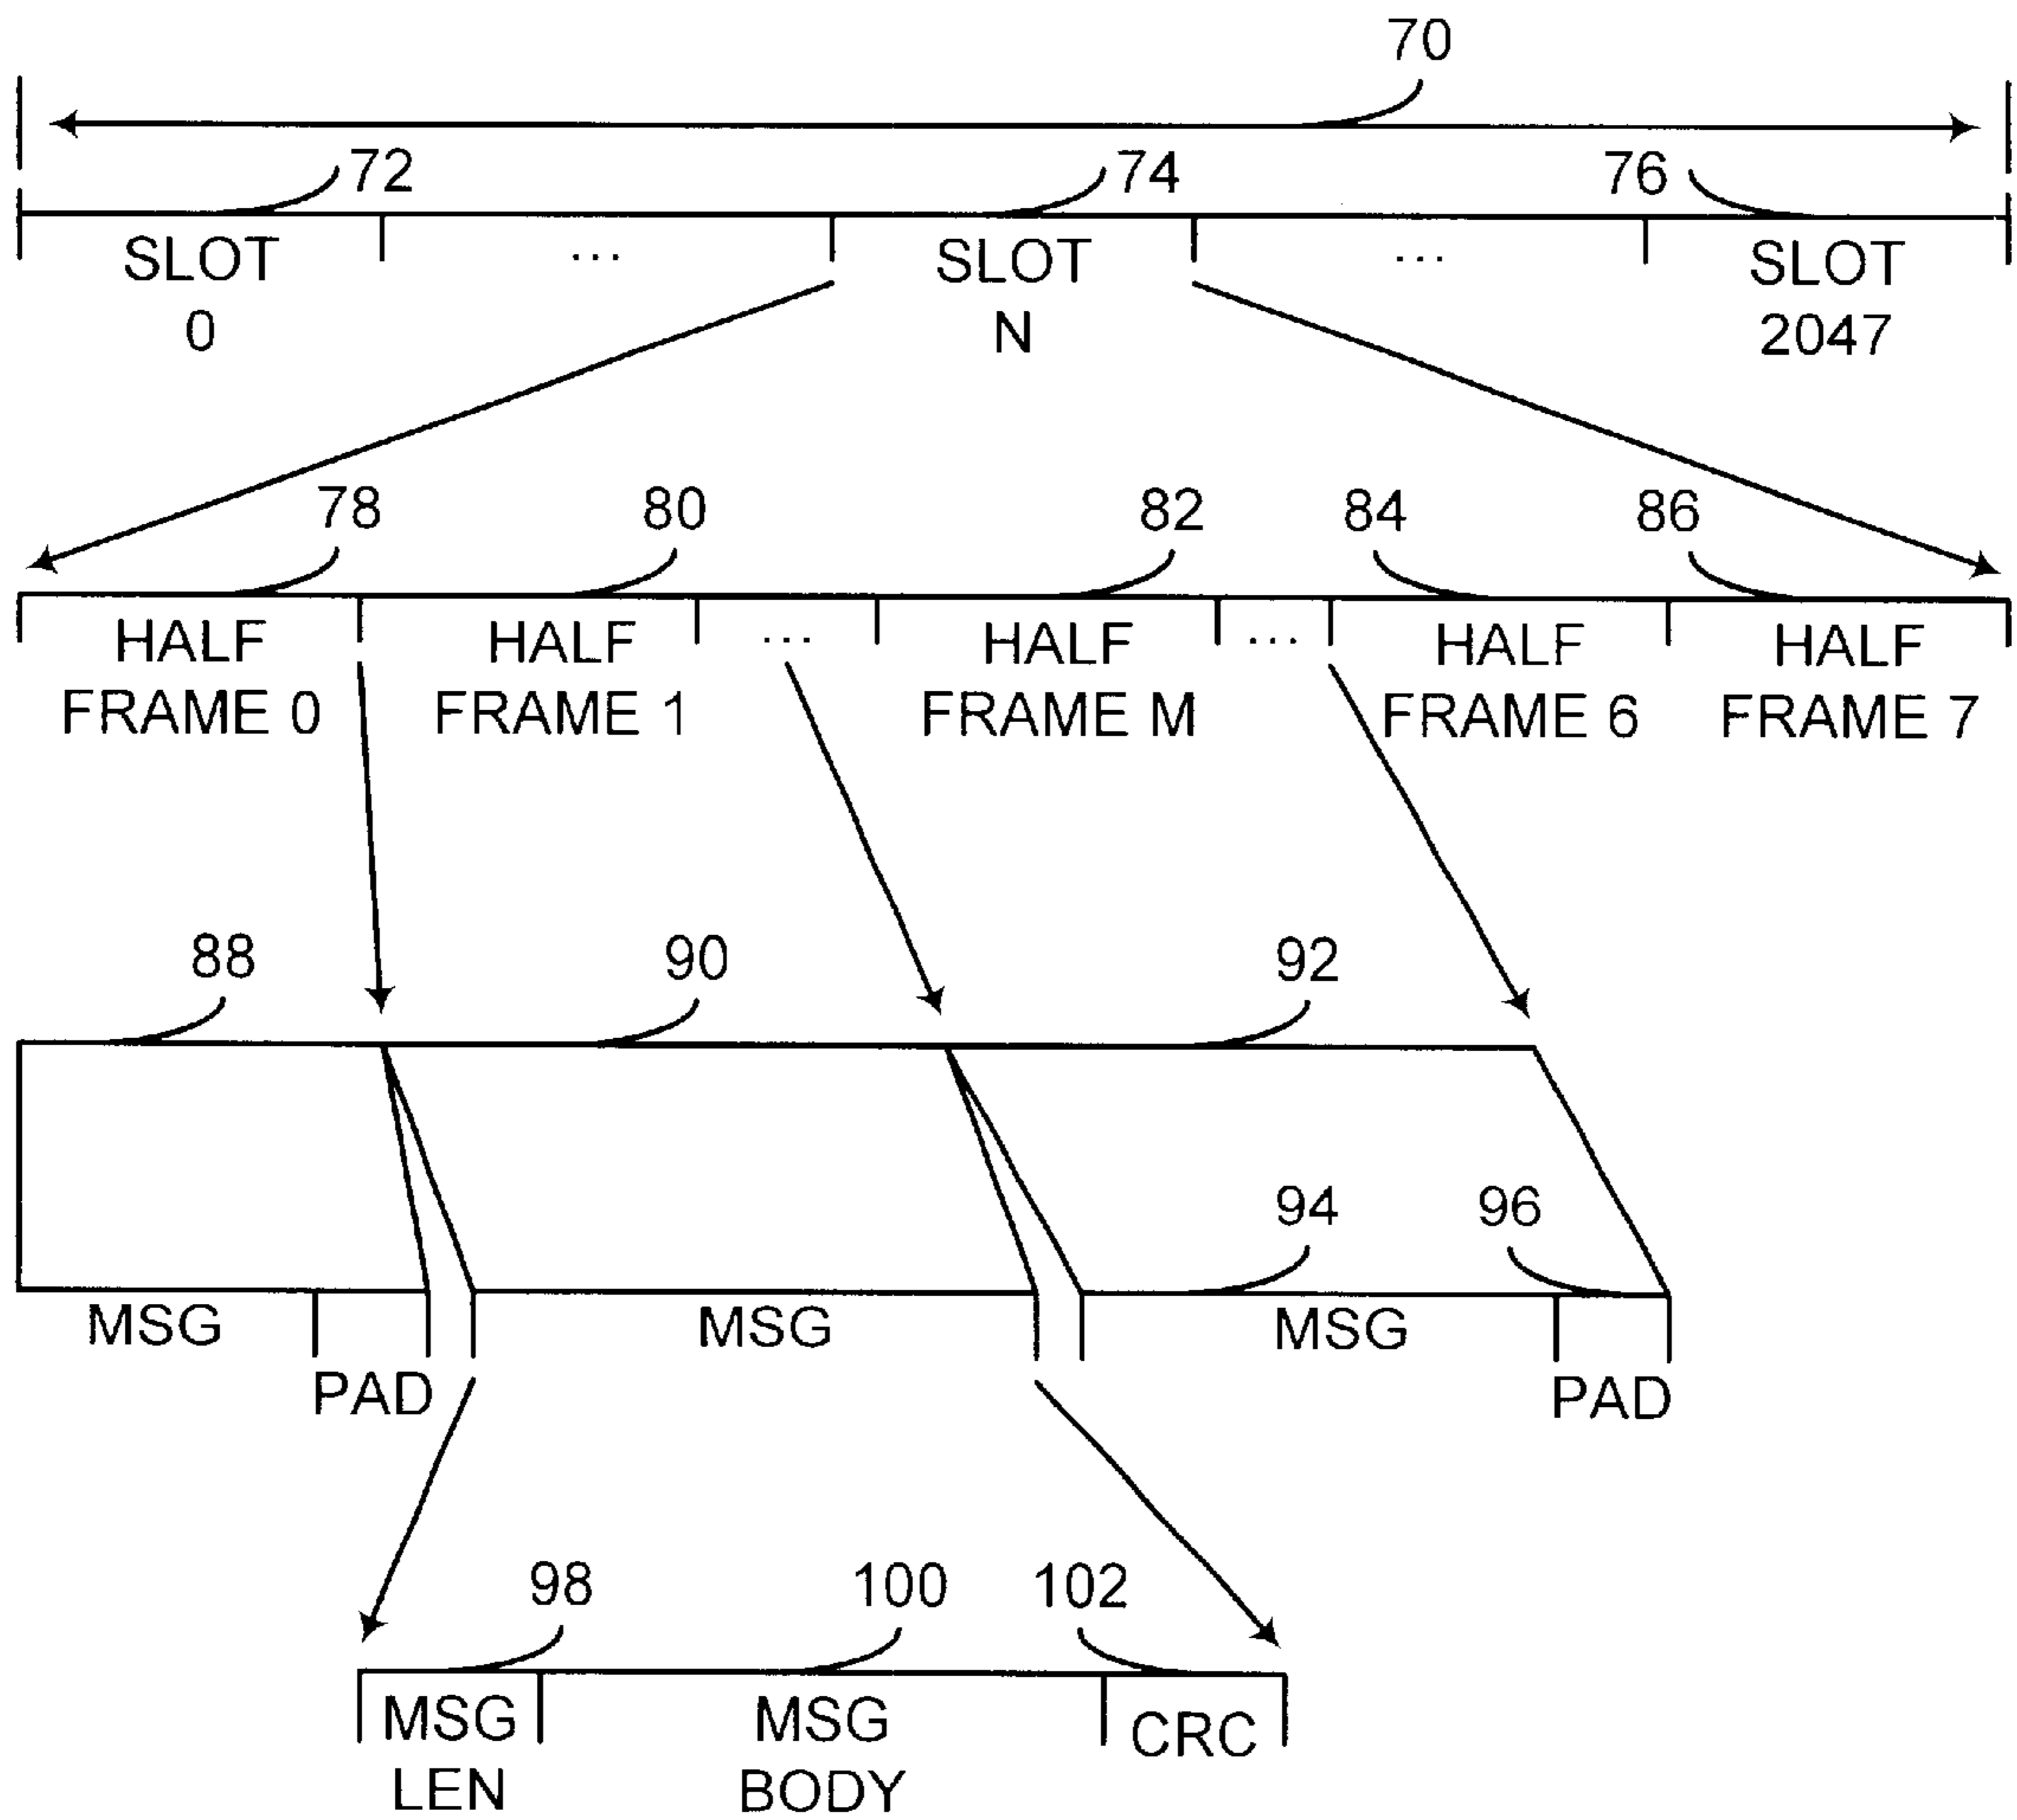 70
72 74 76
SLOT ... SLOT ... SLOT
0 N 2047
78 80 82 84 86
HALF HALF ... HALF ... HALF HALF
FRAME 0 FRAME 1 FRAME M FRAME 6 FRAME 7
88 90 92
94 96
MSG MSG MSG
PAD PAD
98 100 102
MSG MSG CRC
LEN BODY